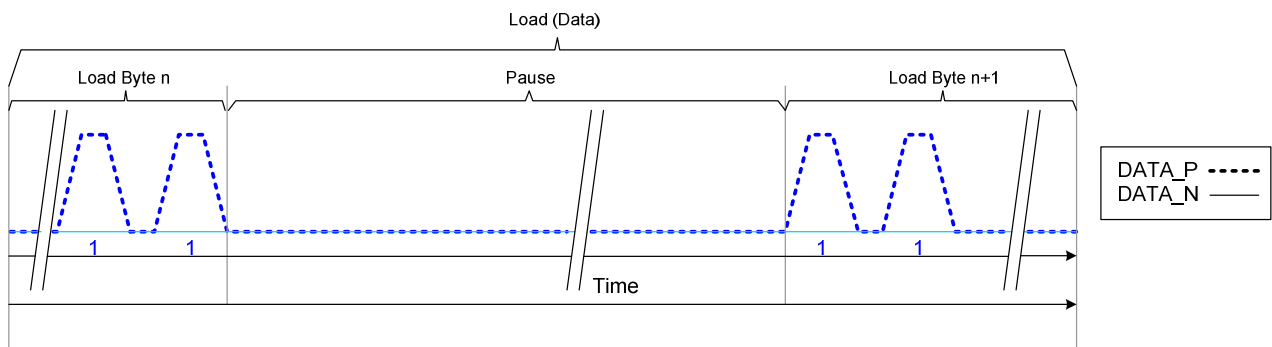 Load (Data)
Load Byte n
Pause
Load Byte n+1
DATA_P
DATA_N
1 1 1 1
Time